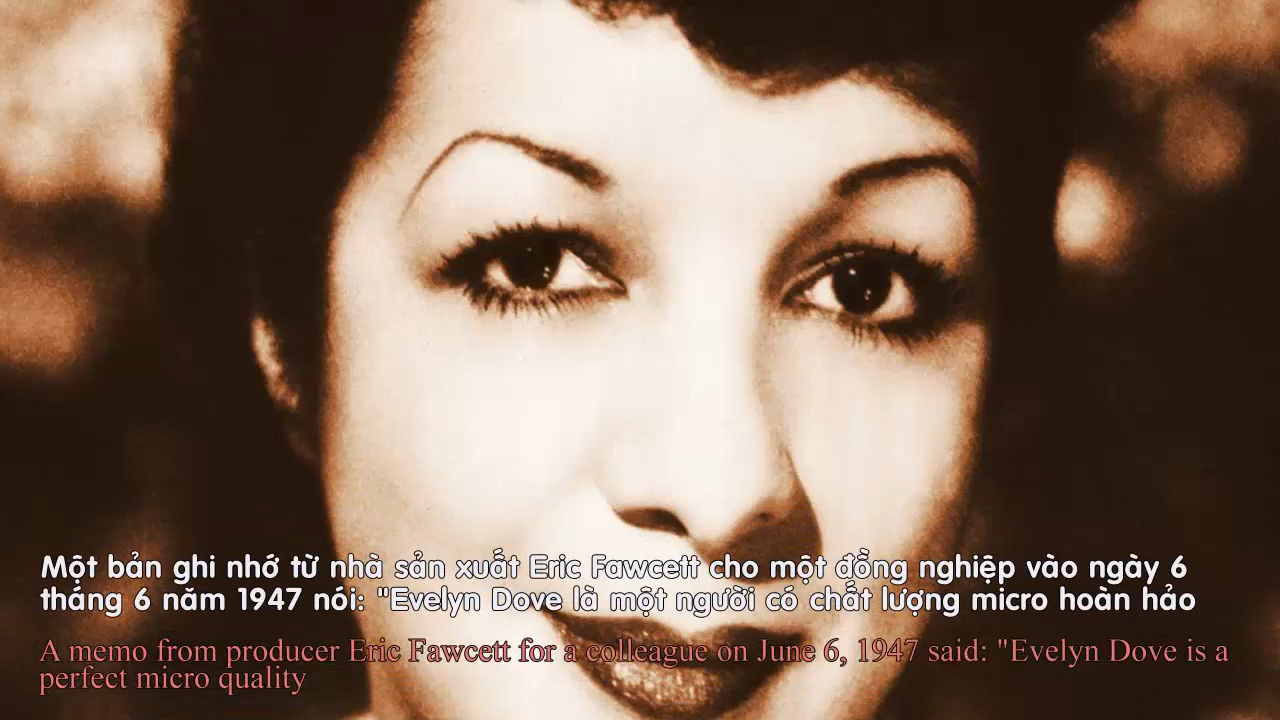 Một bản ghi nhớ từ nhà sản xuất Eric Fawcett cho một đồng nghiệp vào ngày 6
tháng 6 năm 1947 nói: "Evelyn Dove là một người có chất lượng micro hoàn hảo
A memo from producer Eric Fawcett for a colleague on June 6, 1947 said: "Evelyn Dove is a
perfect micro quality